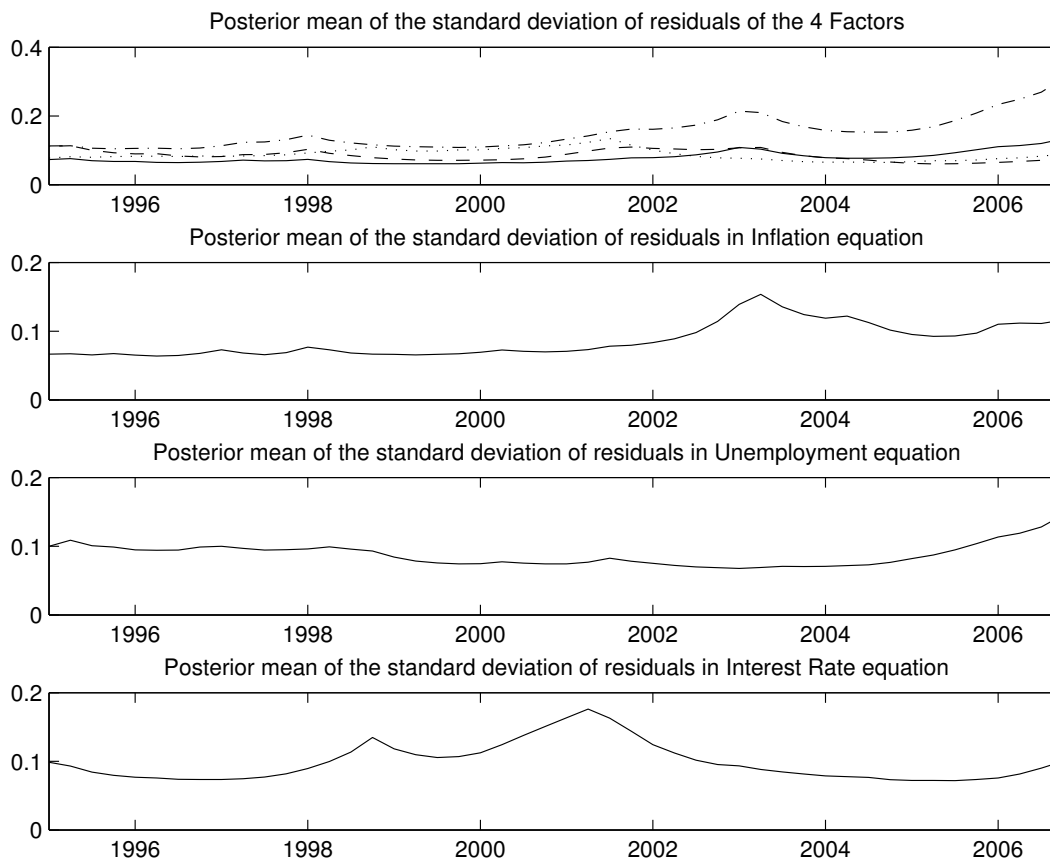 Posterior mean of the standard deviation of residuals of the 4 Factors
0.4
0.2
0
1996 1998 2000 2002 2004 2006
Posterior mean of the standard deviation of residuals in Inflation equation
0.2
0.1
0
1996 1998 2000 2002 2004 2006
Posterior mean of the standard deviation of residuals in Unemployment equation
0.2
0.1
0
1996 1998 2000 2002 2004 2006
Posterior mean of the standard deviation of residuals in Interest Rate equation
0.2
0.1
0
1996 1998 2000 2002 2004 2006